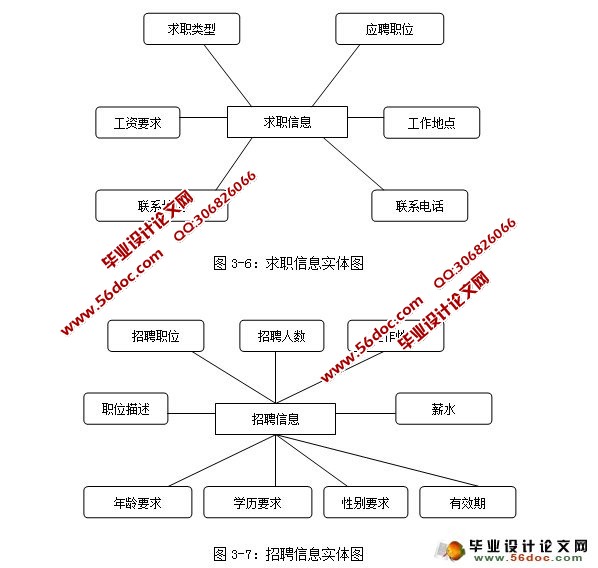 求职类型
应聘职位
工资要求
求职信息
工作地点
联系
联系电话
毕业设计论文网
www.56doc.com QQ:306826066
图 3-6：求职信息实体图
招聘职位
招聘人数
www.56doc.com QQ:306826066
毕业设计论文网
职位描述
招聘信息
薪水
年龄要求
学历要求
性别要求
有效期
图 3-7：招聘信息实体图
毕业设计论文网
www.56doc.com